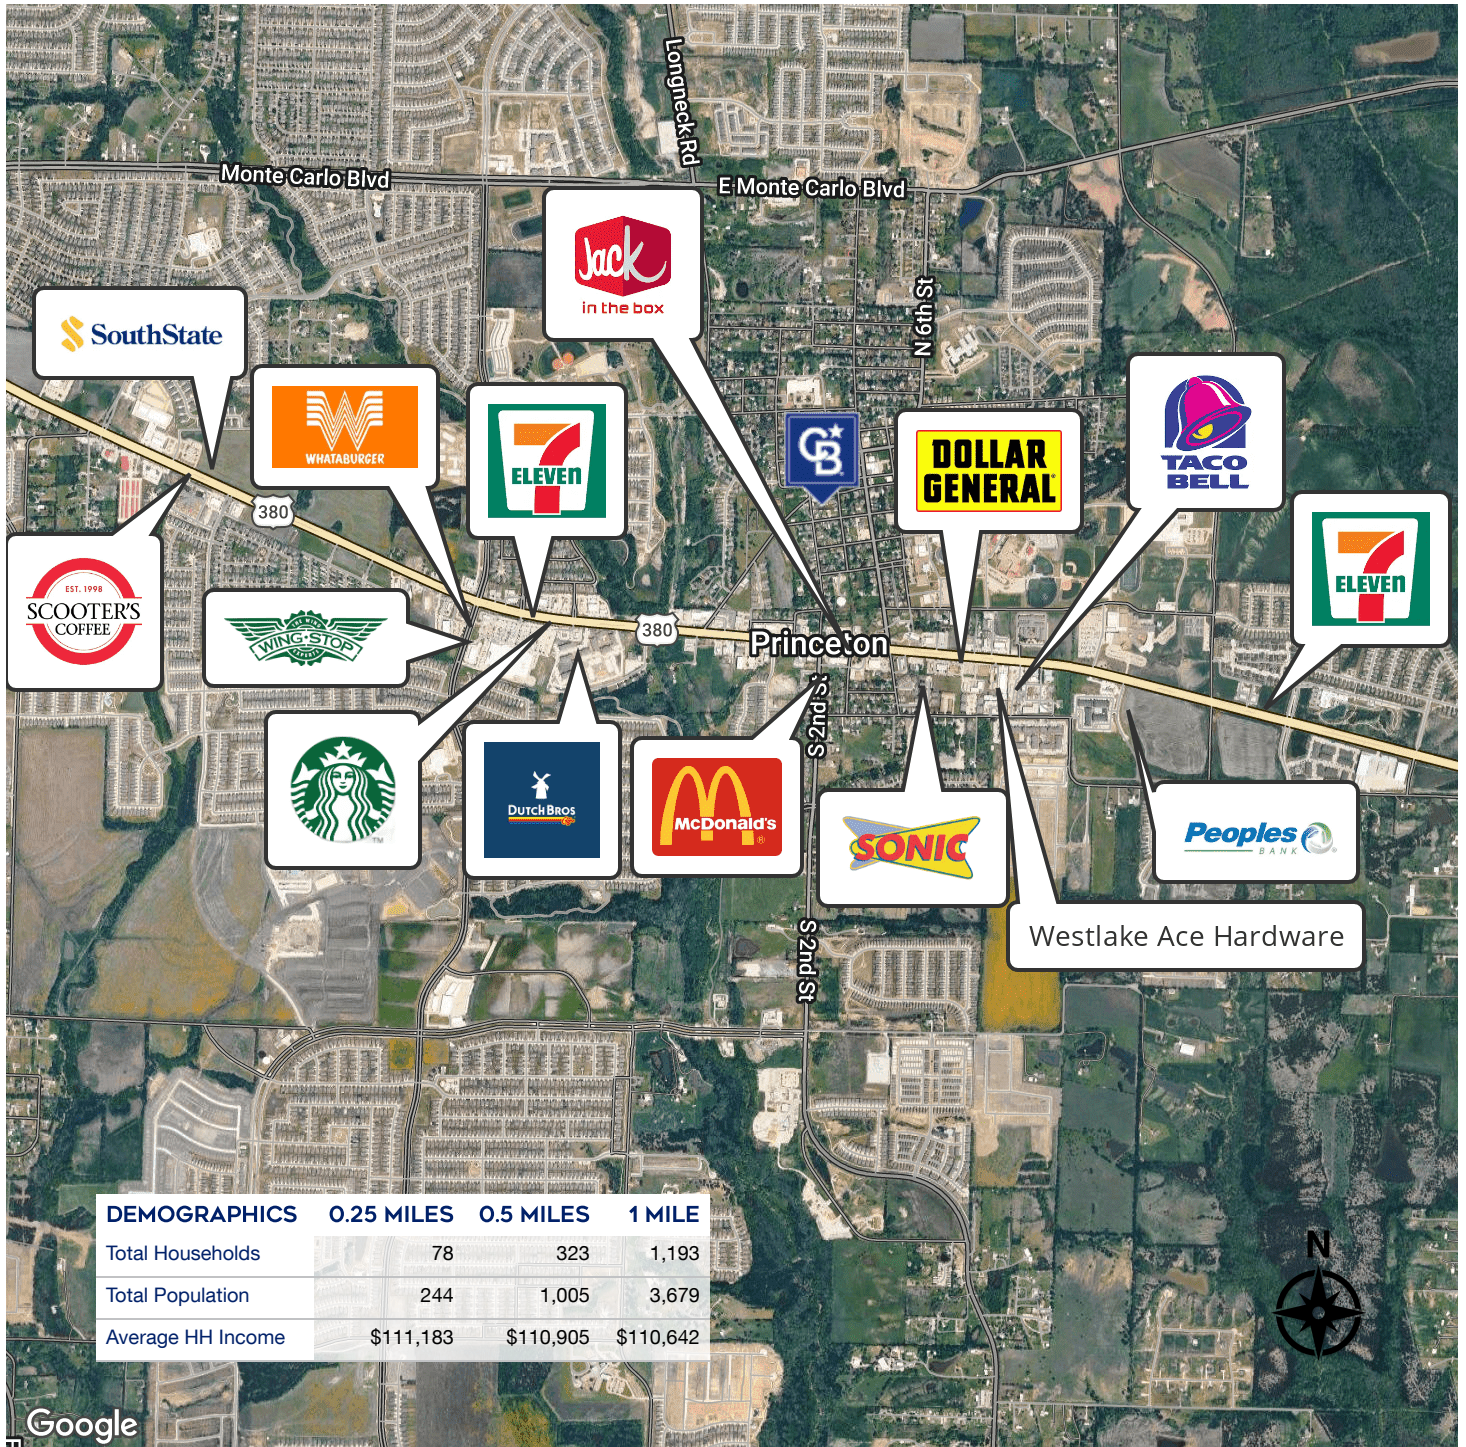 Longneck Rd
Monte Carlo Blvd
E Monte Carlo Blvd
Jack
in the box
N 6th St
SouthState
WHATABURGER
7
ELEVEN
CB
DOLLAR
GENERAL
TACO
BELL
380
7
ELEVEN
EST. 1998
SCOOTER'S
COFFEE
WING·STOP
380
Princeton
S 2nd St
DUTCH BROS
McDonald's
®
SONIC
Peoples
BANK
TM
Westlake Ace Hardware
S 2nd St
DEMOGRAPHICS 0.25 MILES 0.5 MILES 1 MILE
Total Households 78 323 1,193
Total Population 244 1,005 3,679
Average HH Income $111,183 $110,905 $110,642
N
Google